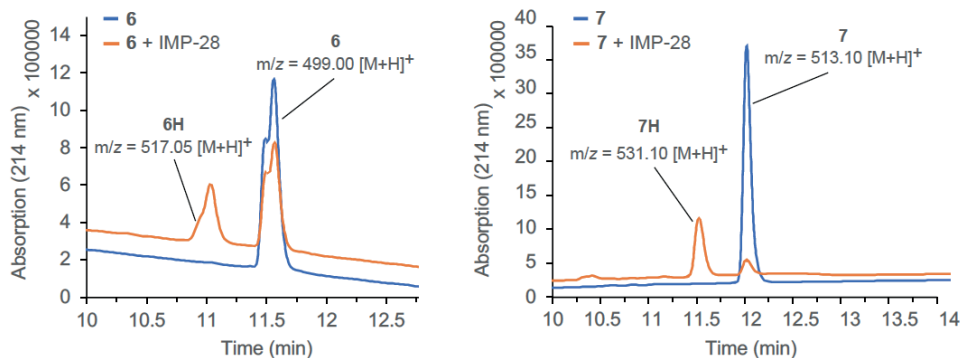 6
6 + IMP-28
6
m/z = 499.00 [M+H]+
6H
m/z = 517.05 [M+H]+
Absorption (214 nm)
x 100000
14
12
10
8
6
4
2
0
10 10.5 11 11.5 12 12.5
Time (min)
7
7 + IMP-28
7
m/z = 513.10 [M+H]+
7H
m/z = 531.10 [M+H]+
Absorption (214 nm)
x 100000
40
35
30
25
20
15
10
5
0
10 10.5 11 11.5 12 12.5 13 13.5 14
Time (min)